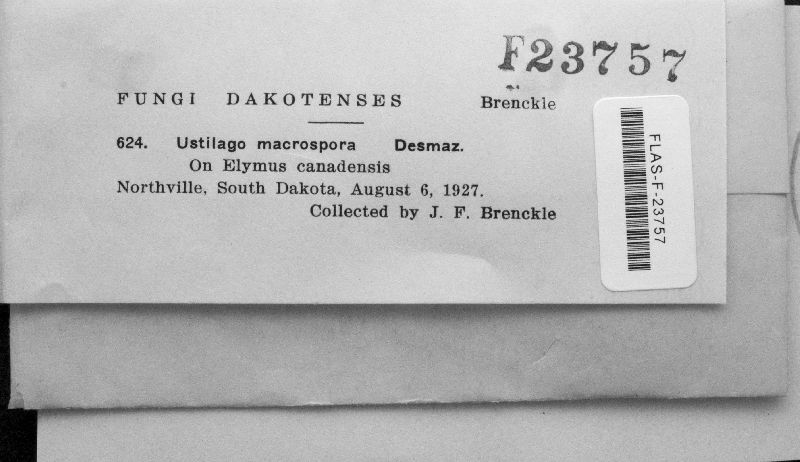 F23757
FUNGI DAKOTENSES Brenckle
624. Ustilago macrospora Desmaz.
On Elymus canadensis
Northville, South Dakota, August 6, 1927.
Collected by J. F. Brenckle
FLAS-F-23757